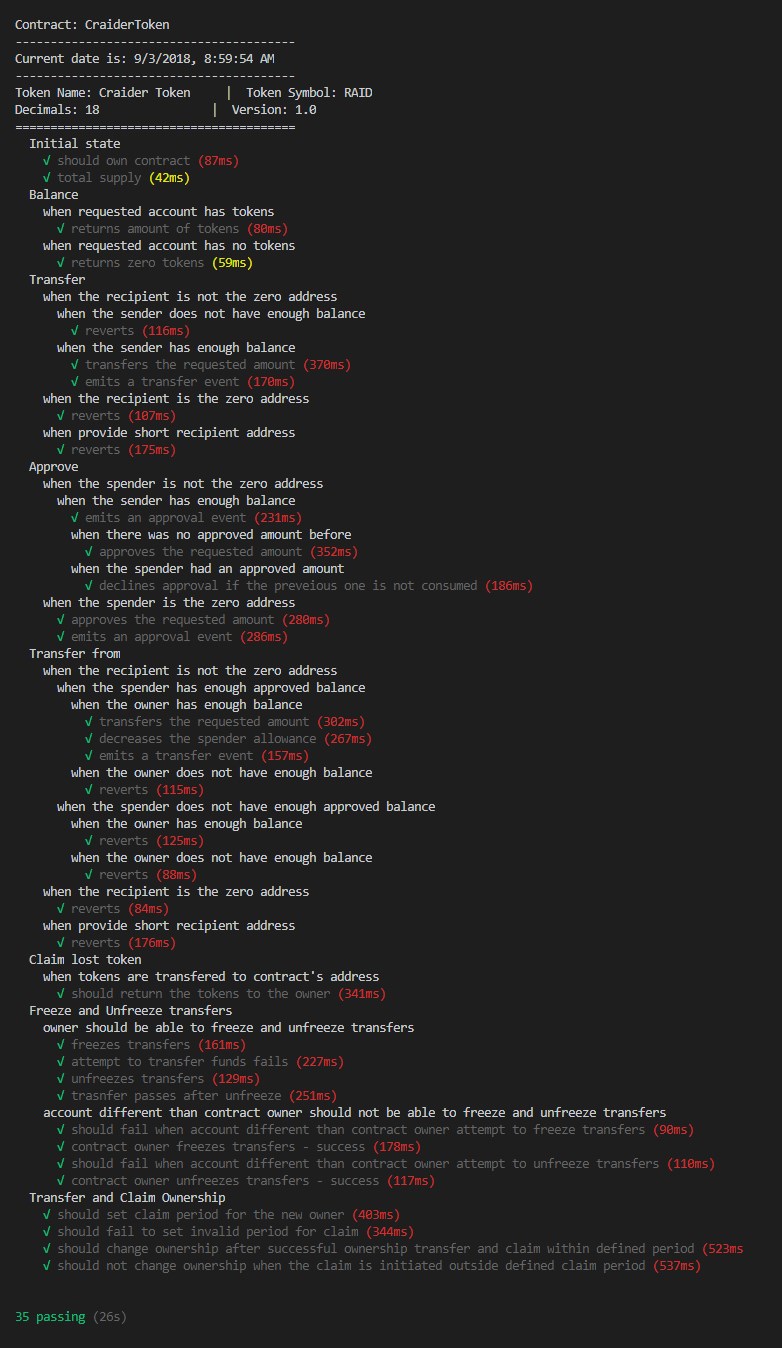 Contract: CraiderToken
----------------------------------------
Current date is: 9/3/2018, 8:59:54 AM
----------------------------------------
Token Name: Craider Token     |  Token Symbol: RAID
Decimals: 18                |  Version: 1.0
========================================
Initial state
√ should own contract (87ms)
√ total supply (42ms)
Balance
when requested account has tokens
√ returns amount of tokens (80ms)
when requested account has no tokens
√ returns zero tokens (59ms)
Transfer
when the recipient is not the zero address
when the sender does not have enough balance
√ reverts (116ms)
when the sender has enough balance
√ transfers the requested amount (370ms)
√ emits a transfer event (170ms)
when the recipient is the zero address
√ reverts (107ms)
when provide short recipient address
√ reverts (175ms)
Approve
when the spender is not the zero address
when the sender has enough balance
√ emits an approval event (231ms)
when there was no approved amount before
√ approves the requested amount (352ms)
when the spender had an approved amount
√ declines approval if the preveious one is not consumed (186ms)
when the spender is the zero address
√ approves the requested amount (280ms)
√ emits an approval event (286ms)
Transfer from
when the recipient is not the zero address
when the spender has enough approved balance
when the owner has enough balance
√ transfers the requested amount (302ms)
√ decreases the spender allowance (267ms)
√ emits a transfer event (157ms)
when the owner does not have enough balance
√ reverts (115ms)
when the spender does not have enough approved balance
when the owner has enough balance
√ reverts (125ms)
when the owner does not have enough balance
√ reverts (88ms)
when the recipient is the zero address
√ reverts (84ms)
when provide short recipient address
√ reverts (176ms)
Claim lost token
when tokens are transfered to contract's address
√ should return the tokens to the owner (341ms)
Freeze and Unfreeze transfers
owner should be able to freeze and unfreeze transfers
√ freezes transfers (161ms)
√ attempt to transfer funds fails (227ms)
√ unfreezes transfers (129ms)
√ trasnfer passes after unfreeze (251ms)
account different than contract owner should not be able to freeze and unfreeze transfers
√ should fail when account different than contract owner attempt to freeze transfers (90ms)
√ contract owner freezes transfers - success (178ms)
√ should fail when account different than contract owner attempt to unfreeze transfers (110ms)
√ contract owner unfreezes transfers - success (117ms)
Transfer and Claim Ownership
√ should set claim period for the new owner (403ms)
√ should fail to set invalid period for claim (344ms)
√ should change ownership after successful ownership transfer and claim within defined period (523ms
√ should not change ownership when the claim is initiated outside defined claim period (537ms)
35 passing (26s)